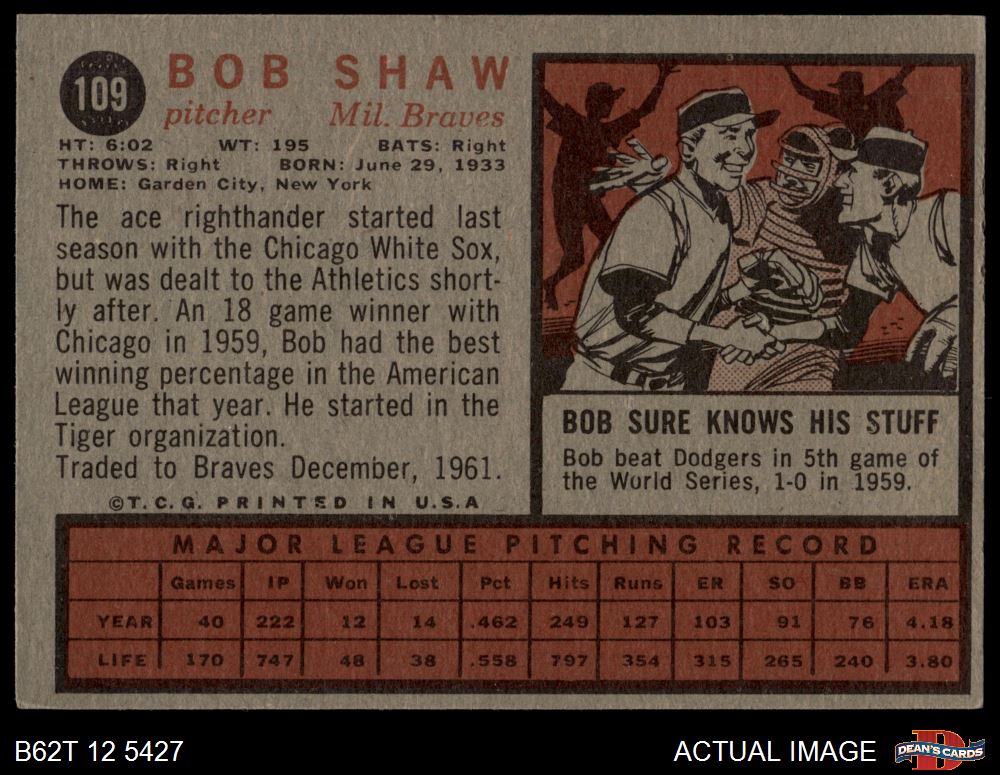 109
BOB SHAW
pitcher Mil. Braves
HT: 6:02 WT: 195 BATS: Right
THROWS: Right BORN: June 29, 1933
HOME: Garden City, New York
The ace righthander started last
season with the Chicago White Sox,
but was dealt to the Athletics short-
ly after. An 18 game winner with
Chicago in 1959, Bob had the best
winning percentage in the American
League that year. He started in the
Tiger organization.
Traded to Braves December, 1961.
©T.C.G. PRINTED IN U.S.A
BOB SURE KNOWS HIS STUFF
Bob beat Dodgers in 5th game of
the World Series, 1-0 in 1959.
MAJOR LEAGUE PITCHING RECORD
Games IP Won Lost Pct Hits Runs ER SO BB ERA
YEAR 40 222 12 14 .462 249 127 103 91 76 4.18
LIFE 170 747 48 38 .558 797 354 315 265 240 3.80
B62T 12 5427
ACTUAL IMAGE
DEAN'S CARDS